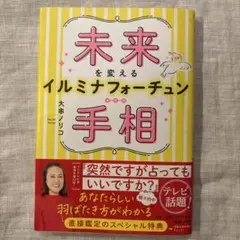 未来
を変える
イルミナフォーチュン
大串ノリコ
手相
突然ですが占っても
いいですか?
テレビ
話題
あなたらしい
羽ばたき方がわかる
直接鑑定のスペシャル特典